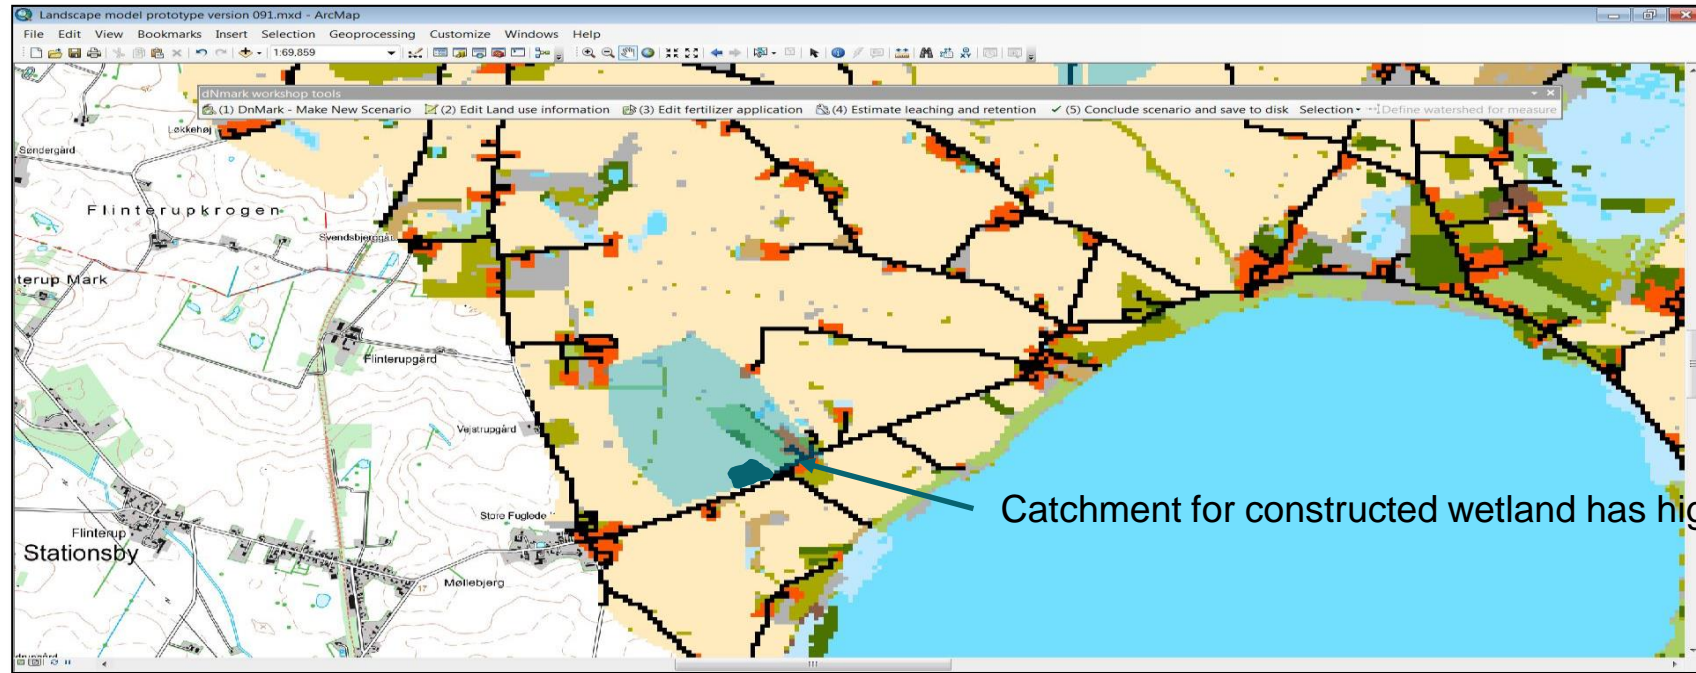 Landscape model prototype version 091.mxd - ArcMap
File Edit View Bookmarks Insert Selection Geoprocessing Customize Windows Help
1:69,859
dNmark workshop tools
(1) DnMark - Make New Scenario (2) Edit Land use information (3) Edit fertilizer application (4) Estimate leaching and retention (5) Conclude scenario and save to disk Selection Define watershed for measure
Løkkehøj
Søndergård
Flinterupkrogen
Svendsbjerggård
terup Mark
Flinterupgård
Vejstrupgård
Store Fuglede
Catchment for constructed wetland has hig
Flinterup
Stationsby
Møllebjerg
17